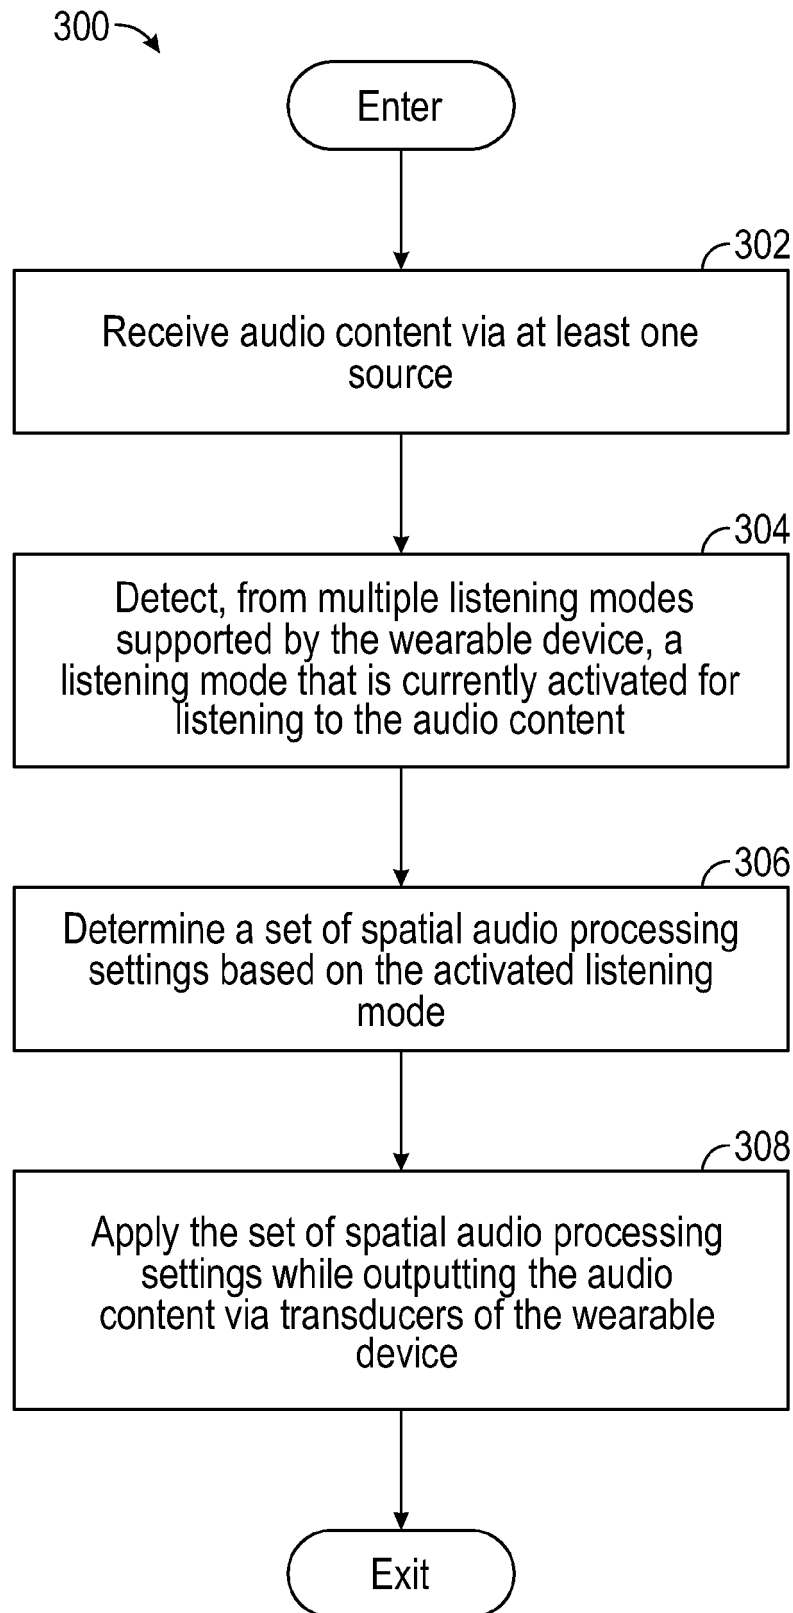 300
Enter
302
Receive audio content via at least one
source
304
Detect, from multiple listening modes
supported by the wearable device, a
listening mode that is currently activated for
listening to the audio content
306
Determine a set of spatial audio processing
settings based on the activated listening
mode
308
Apply the set of spatial audio processing
settings while outputting the audio
content via transducers of the wearable
device
Exit